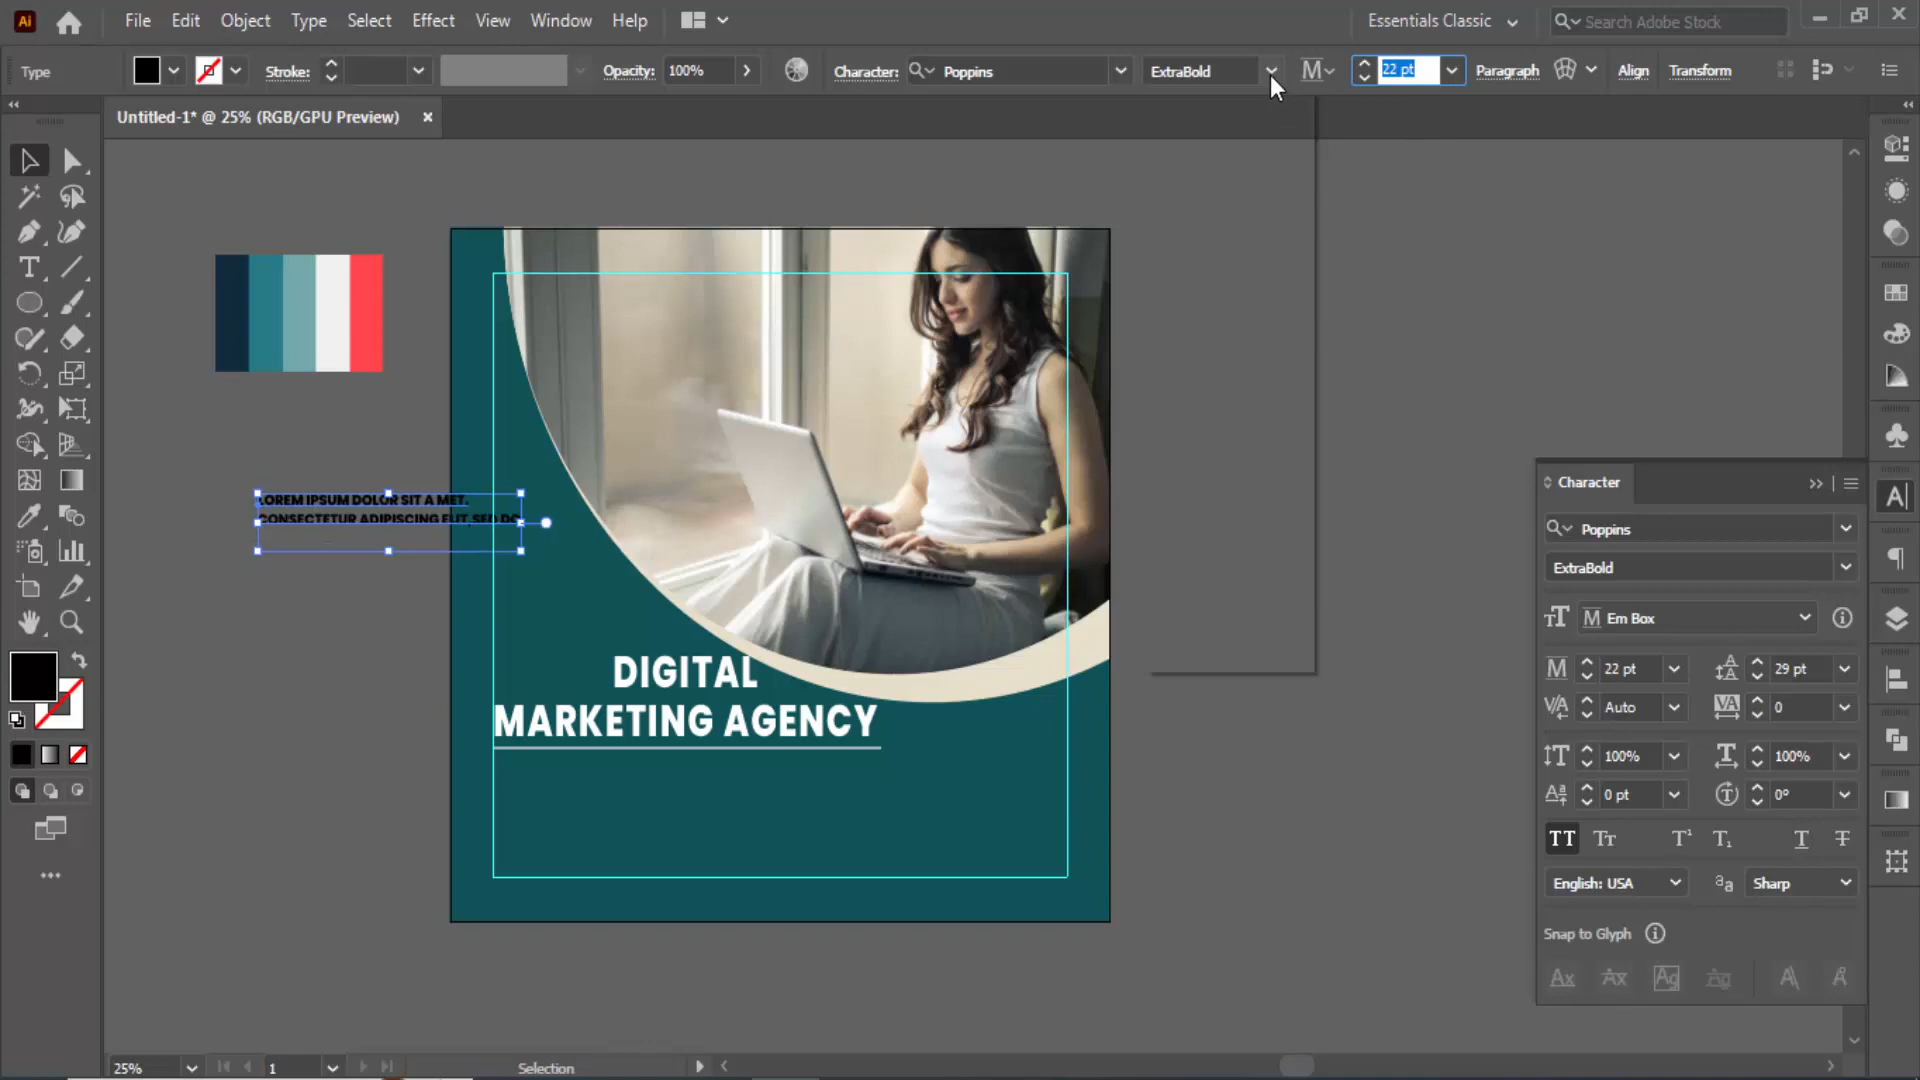 Ai
File Edit Object Type Select Effect View Window Help
Essentials Classic
Search Adobe Stock
Type
Stroke:
Opacity: 100%
Character: Poppins
ExtraBold
22 pt
Paragraph
Align
Transform
Untitled-1* @ 25% (RGB/GPU Preview) ×
LOREM IPSUM DOLOR SIT A MET,
CONSECTETUR ADIPISCING ELIT, SED DO
DIGITAL
MARKETING AGENCY
Character
Poppins
ExtraBold
Em Box
22 pt
29 pt
Auto
0
100%
100%
0 pt
0°
English: USA
Sharp
Snap to Glyph
25%
1
Selection